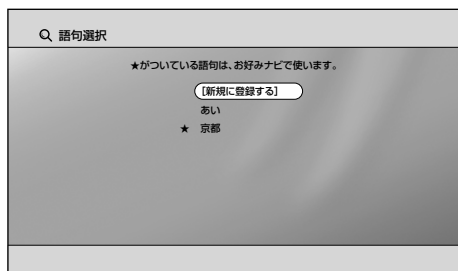 語句選択
★がついている語句は、お好みナビで使います。
[新規に登録する]
あい
★ 京都